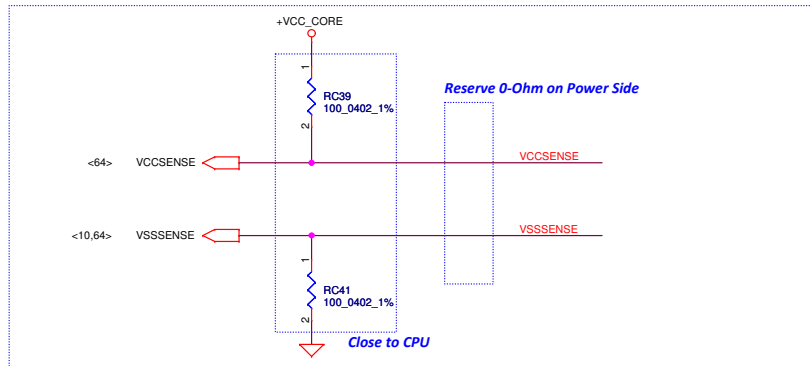 +VCC_CORE
1
RC39
100_0402_1%
2
Reserve 0-Ohm on Power Side
<64> VCCSENSE
VCCSENSE
<10,64> VSSSENSE
VSSSENSE
1
RC41
100_0402_1%
2
Close to CPU